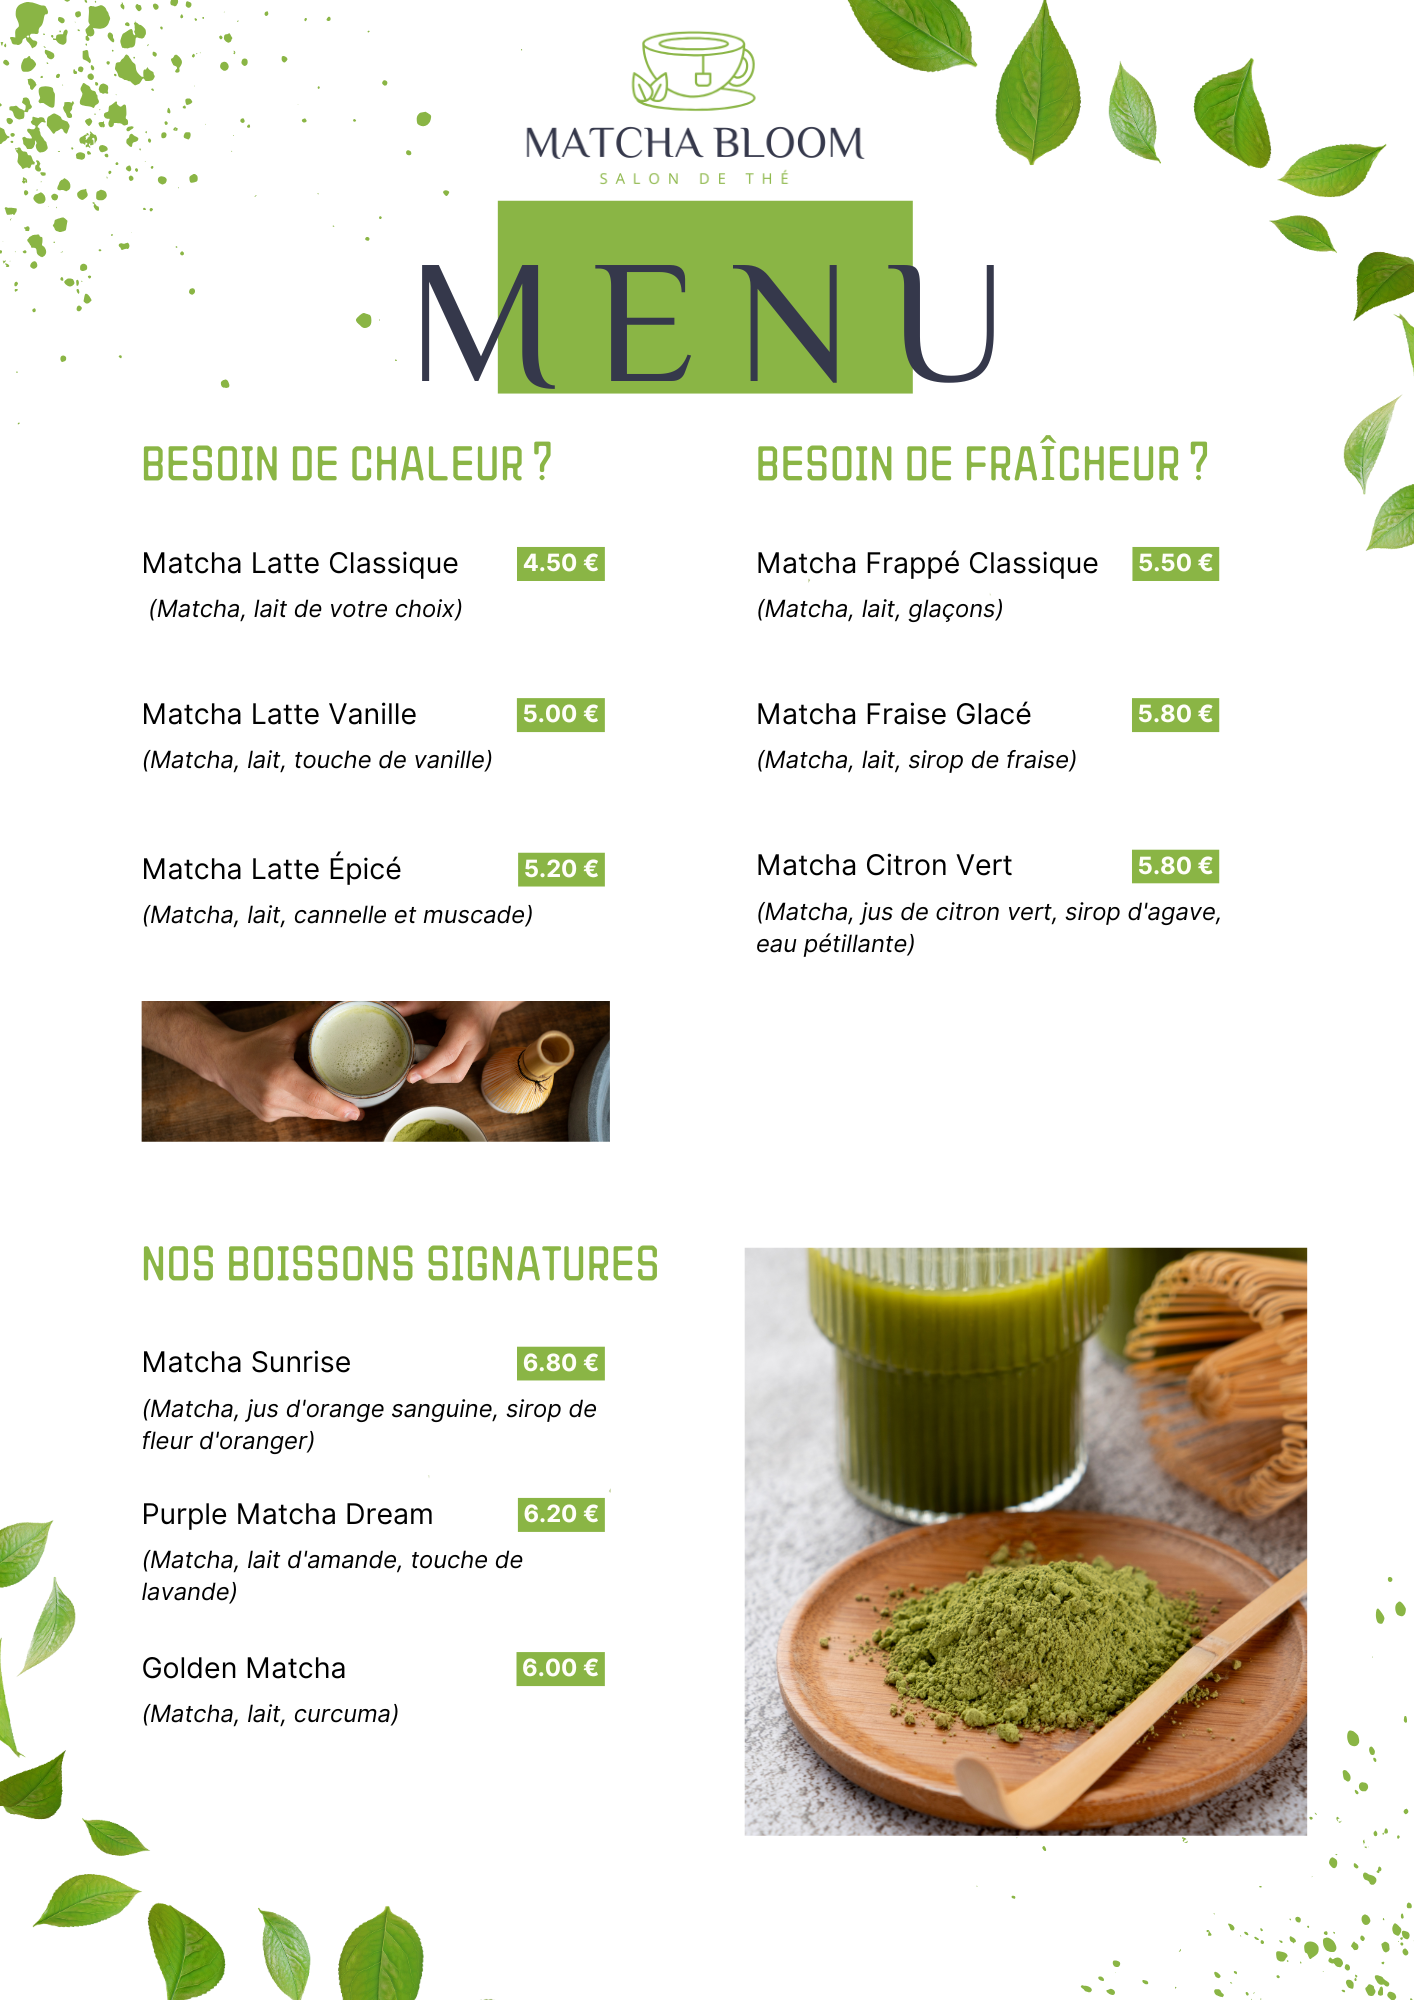 MATCHA BLOOM
SALON DE THÉ
MENU
BESOIN DE CHALEUR ?
Matcha Latte Classique 4.50 €
(Matcha, lait de votre choix)
Matcha Latte Vanille 5.00 €
(Matcha, lait, touche de vanille)
Matcha Latte Épicé 5.20 €
(Matcha, lait, cannelle et muscade)
BESOIN DE FRAÎCHEUR ?
Matcha Frappé Classique 5.50 €
(Matcha, lait, glaçons)
Matcha Fraise Glacé 5.80 €
(Matcha, lait, sirop de fraise)
Matcha Citron Vert 5.80 €
(Matcha, jus de citron vert, sirop d'agave,
eau pétillante)
NOS BOISSONS SIGNATURES
Matcha Sunrise 6.80 €
(Matcha, jus d'orange sanguine, sirop de
fleur d'oranger)
Purple Matcha Dream 6.20 €
(Matcha, lait d'amande, touche de
lavande)
Golden Matcha 6.00 €
(Matcha, lait, curcuma)